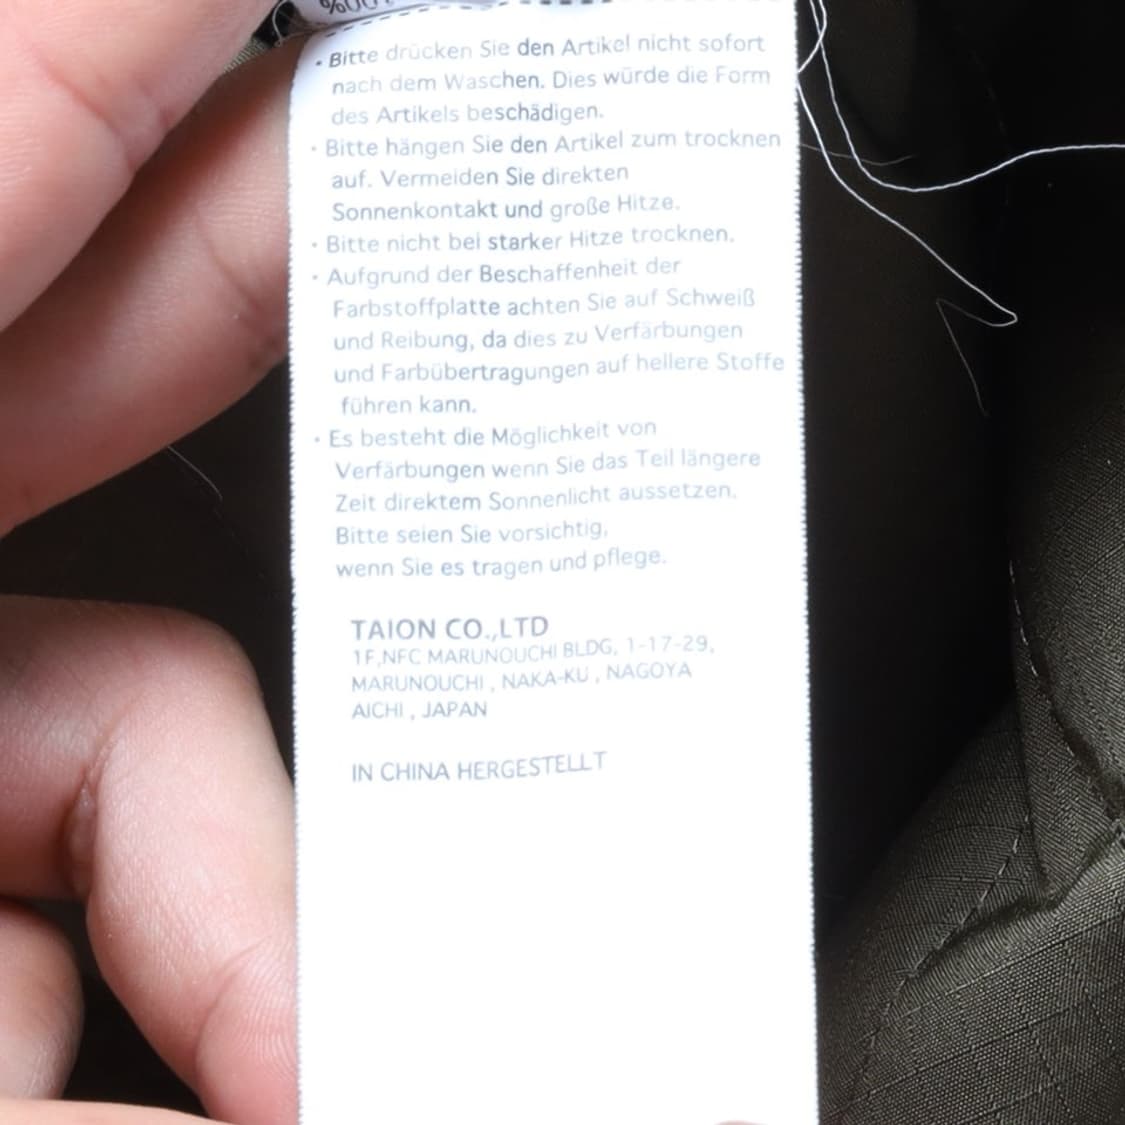 100%
• Bitte drücken Sie den Artikel nicht sofort
nach dem Waschen. Dies würde die Form
des Artikels beschädigen.
• Bitte hängen Sie den Artikel zum trocknen
auf. Vermeiden Sie direkten
Sonnenkontakt und große Hitze.
• Bitte nicht bei starker Hitze trocknen.
• Aufgrund der Beschaffenheit der
Farbstoffplatte achten Sie auf Schweiß
und Reibung, da dies zu Verfärbungen
und Farbübertragungen auf hellere Stoffe
führen kann.
• Es besteht die Möglichkeit von
Verfärbungen wenn Sie das Teil längere
Zeit direktem Sonnenlicht aussetzen.
Bitte seien Sie vorsichtig,
wenn Sie es tragen und pflege.
TAION CO.,LTD
1F,NFC MARUNOUCHI BLDG, 1-17-29,
MARUNOUCHI , NAKA-KU , NAGOYA
AICHI , JAPAN
IN CHINA HERGESTELLT